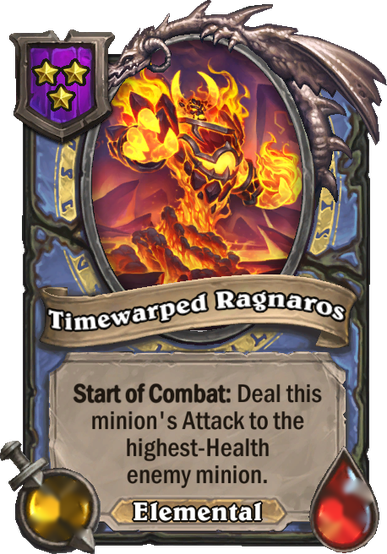 Timewarped Ragnaros
Start of Combat: Deal this
minion's Attack to the
highest-Health
enemy minion.
Elemental